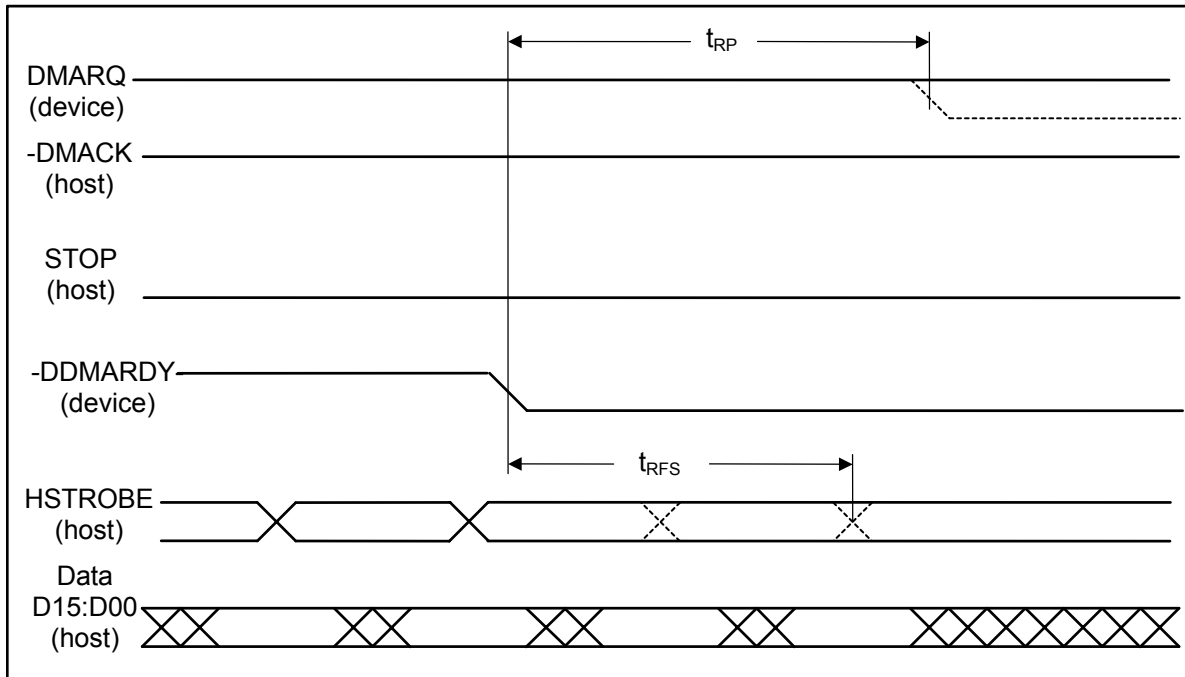 tRP
DMARQ
(device)
-DMACK
(host)
STOP
(host)
-DDMARDY
(device)
tRFS
HSTROBE
(host)
Data
D15:D00
(host)